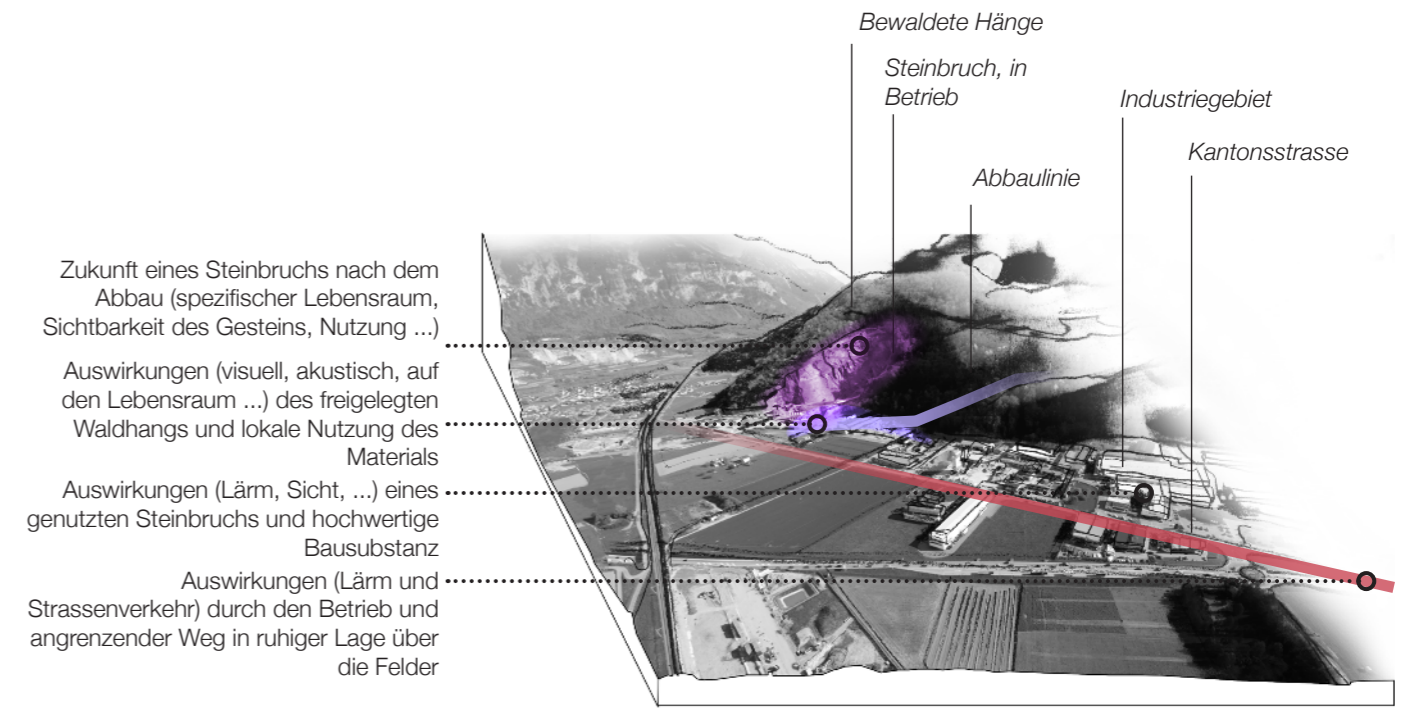 Bewaldete Hänge
Steinbruch, in
Betrieb
Industriegebiet
Kantonsstrasse
Abbaulinie
Zukunft eines Steinbruchs nach dem
Abbau (spezifischer Lebensraum,
Sichtbarkeit des Gesteins, Nutzung ...)
Auswirkungen (visuell, akustisch, auf
den Lebensraum ...) des freigelegten
Waldhangs und lokale Nutzung des
Materials
Auswirkungen (Lärm, Sicht, ...) eines
genutzten Steinbruchs und hochwertige
Bausubstanz
Auswirkungen (Lärm und
Strassenverkehr) durch den Betrieb und
angrenzender Weg in ruhiger Lage über
die Felder